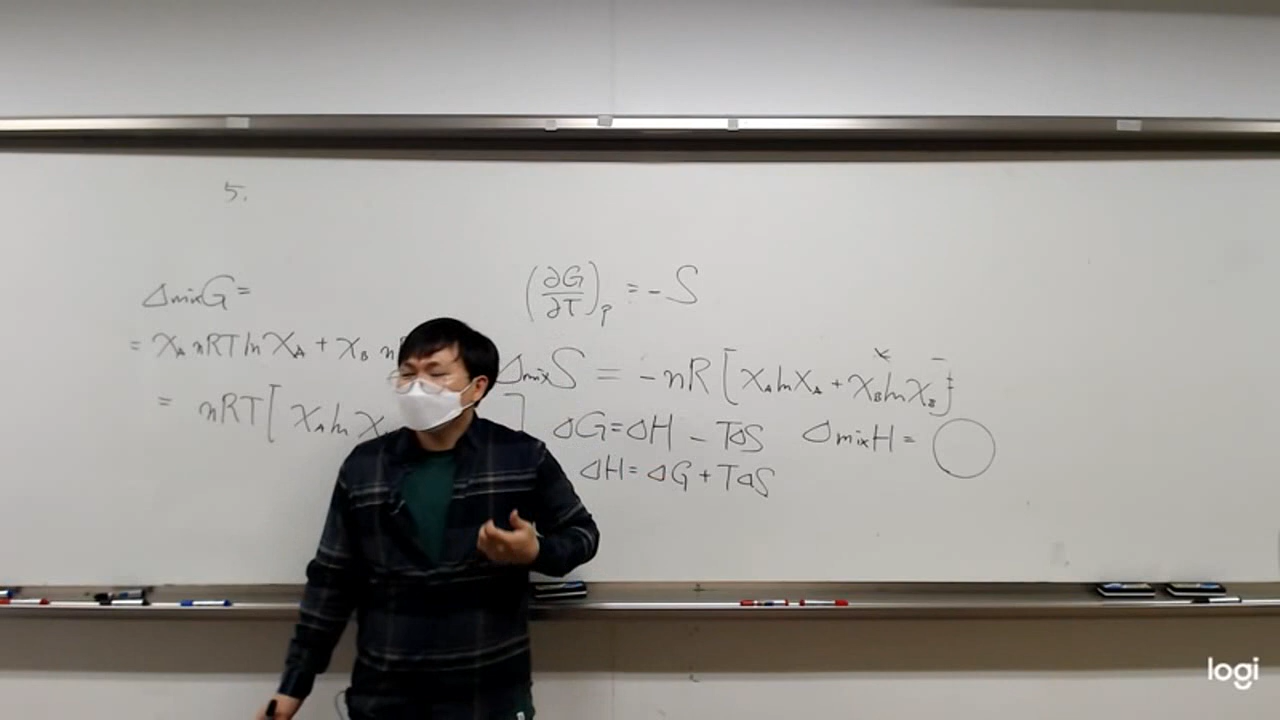 5.
ΔmixG =
= XA nRT ln XA + XB n
= nRT [ XA ln X ]
(∂G/∂T)P = -S
ΔmixS = -nR [ XA ln XA + XB ln XB ]
ΔG = ΔH - TΔS ΔmixH = 0
ΔH = ΔG + TΔS
logi